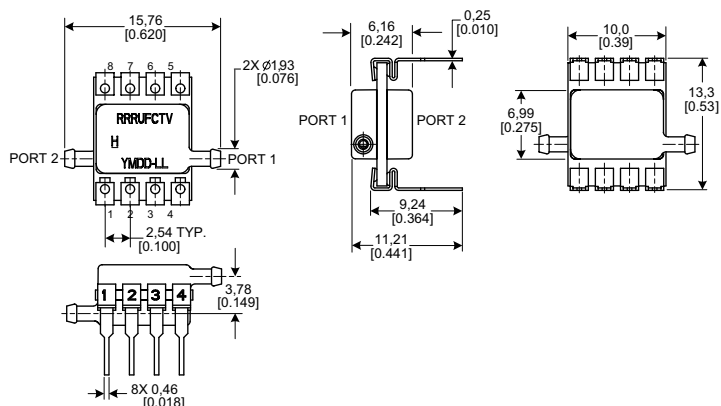 15,76
[0.620]
8 7 6 5
2X Ø1,93
[0.076]
RRRUFCTV
H
YMDD-LL
PORT 2
PORT 1
1 2 3 4
2,54 TYP.
[0.100]
6,16
[0.242]
0,25
[0.010]
PORT 1
PORT 2
9,24
[0.364]
11,21
[0.441]
10,0
[0.39]
6,99
[0.275]
13,3
[0.53]
1 2 3 4
3,78
[0.149]
8X 0,46
[0.018]